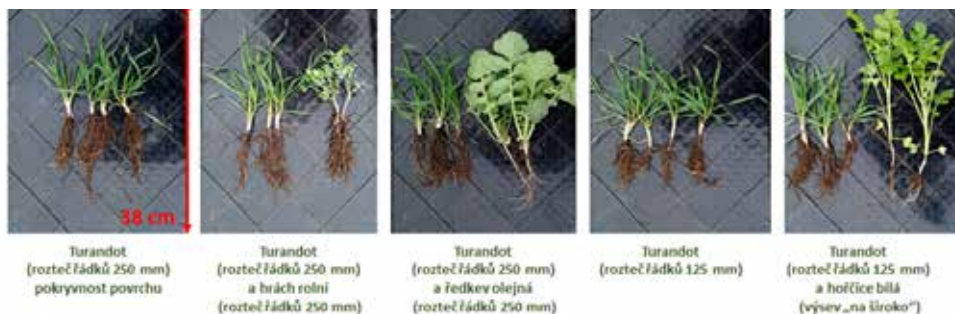 38 cm
Turandot
(rozteč řádků 250 mm)
pokryvnost povrchu
Turandot
(rozteč řádků 250 mm)
a hrách rolní
(rozteč řádků 250 mm)
Turandot
(rozteč řádků 250 mm)
a ředkev olejná
(rozteč řádků 250 mm)
Turandot
(rozteč řádků 125 mm)
Turandot
(rozteč řádků 125 mm)
a hořčice bílá
(výsev „na široko“)